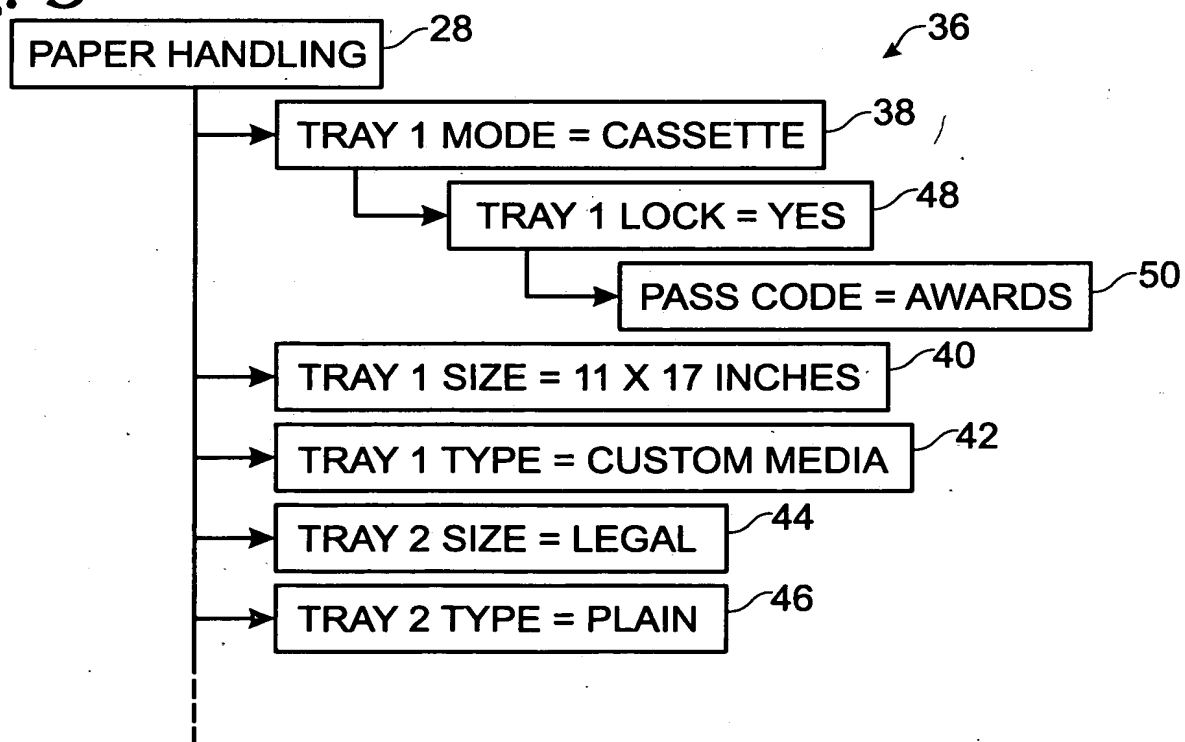 PAPER HANDLING 28
36
TRAY 1 MODE = CASSETTE 38
TRAY 1 LOCK = YES 48
PASS CODE = AWARDS 50
TRAY 1 SIZE = 11 X 17 INCHES 40
TRAY 1 TYPE = CUSTOM MEDIA 42
TRAY 2 SIZE = LEGAL 44
TRAY 2 TYPE = PLAIN 46